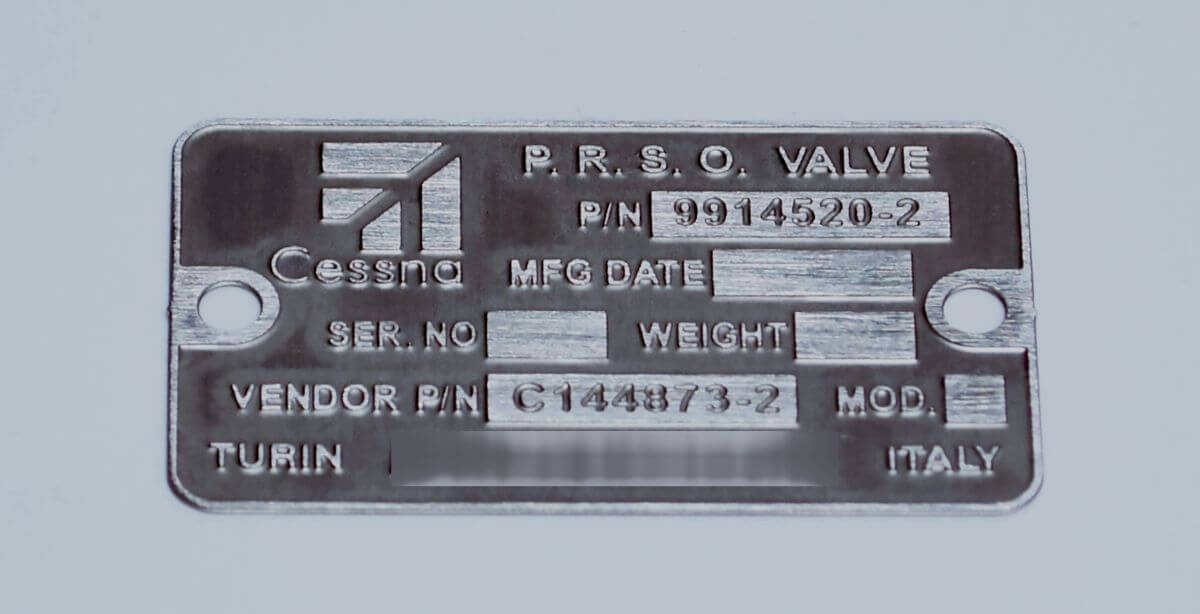 P. R. S. O. VALVE
P/N 9914520-2
Cessna MFG DATE
SER. NO WEIGHT
VENDOR P/N C144873-2 MOD.
TURIN ITALY